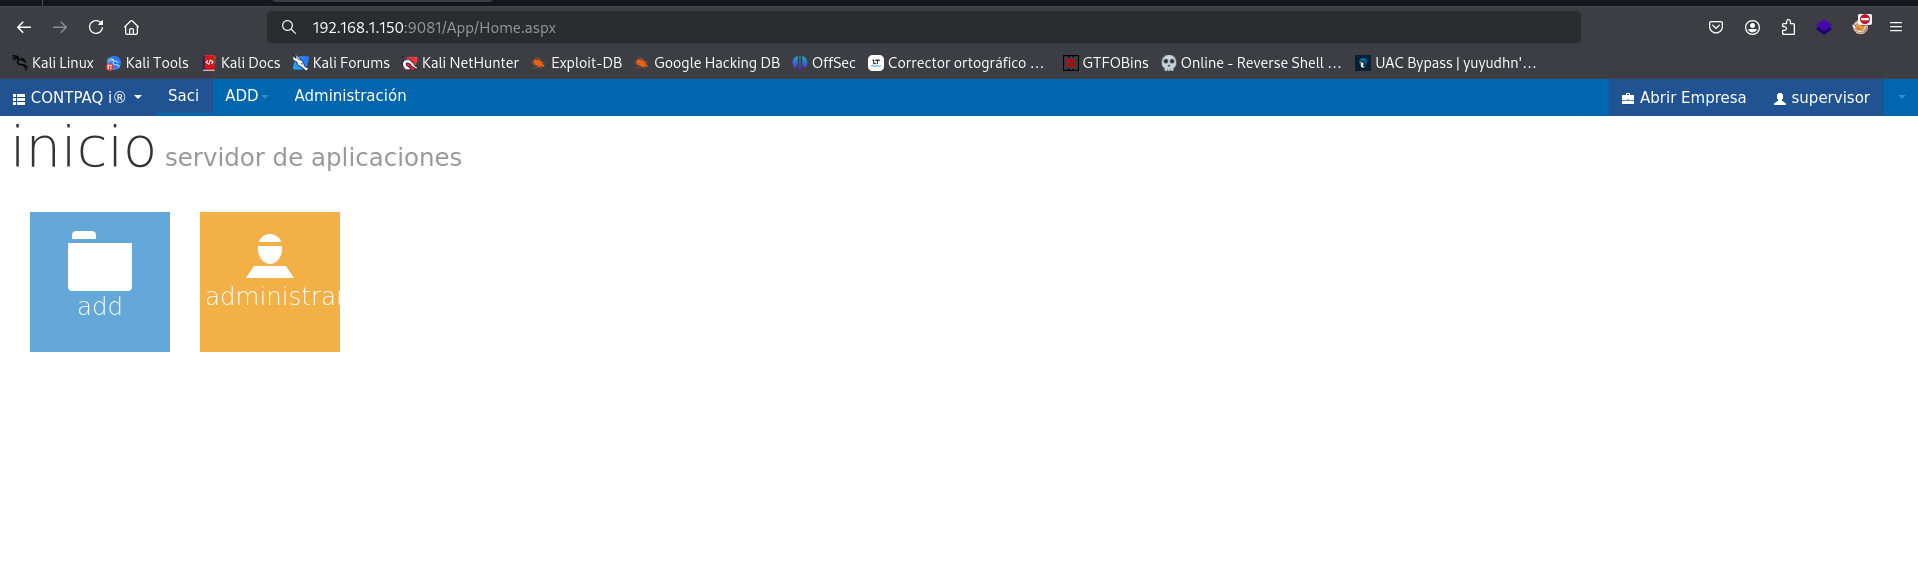 192.168.1.150:9081/App/Home.aspx
Kali Linux Kali Tools Kali Docs Kali Forums Kali NetHunter Exploit-DB Google Hacking DB OffSec Corrector ortográfico … GTFOBins Online - Reverse Shell … UAC Bypass | yuyudhn'…
CONTPAQ i® Saci ADD Administración Abrir Empresa supervisor
inicio servidor de aplicaciones
add
administrar